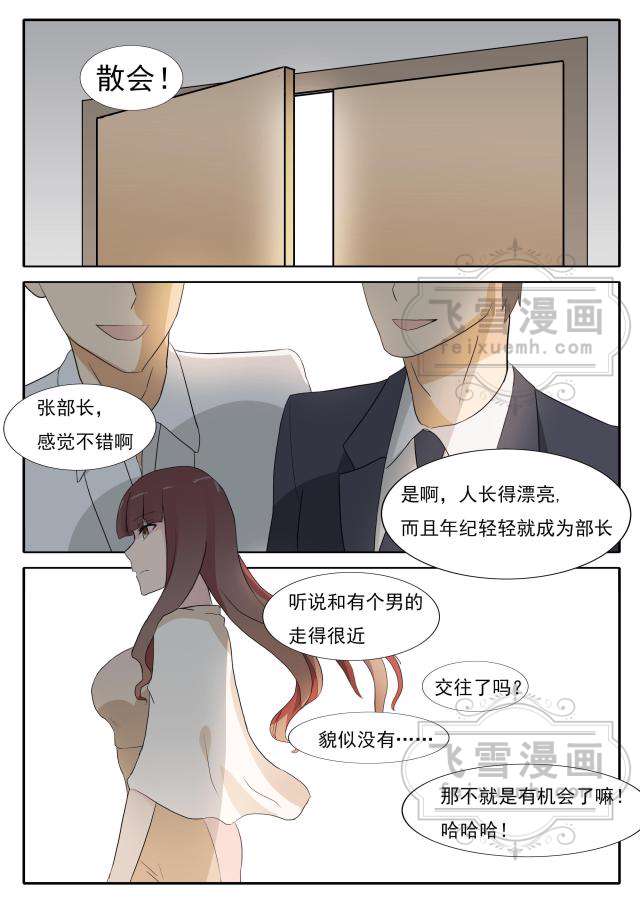 散会！
飞雪漫画
feixuemh.com
张部长，
感觉不错啊
是啊，人长得漂亮，
而且年纪轻轻就成为部长
听说和有个男的
走得很近
交往了吗？
貌似没有……
飞雪漫画
feixuemh.com
那不就是有机会了嘛！
哈哈哈！